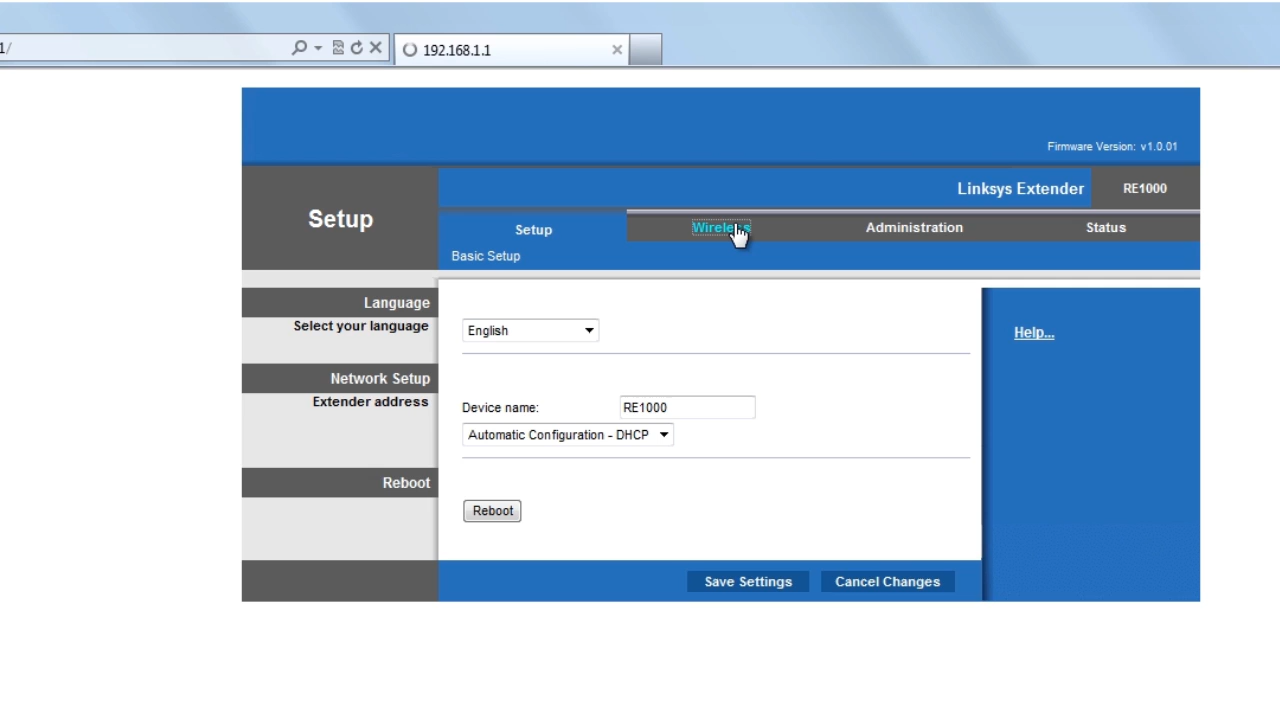 1/
192.168.1.1
Firmware Version: v1.0.01
Linksys Extender
RE1000
Setup
Setup
Wireless
Administration
Status
Basic Setup
Language
Select your language
English
Help...
Network Setup
Extender address
Device name:
RE1000
Automatic Configuration - DHCP
Reboot
Reboot
Save Settings
Cancel Changes